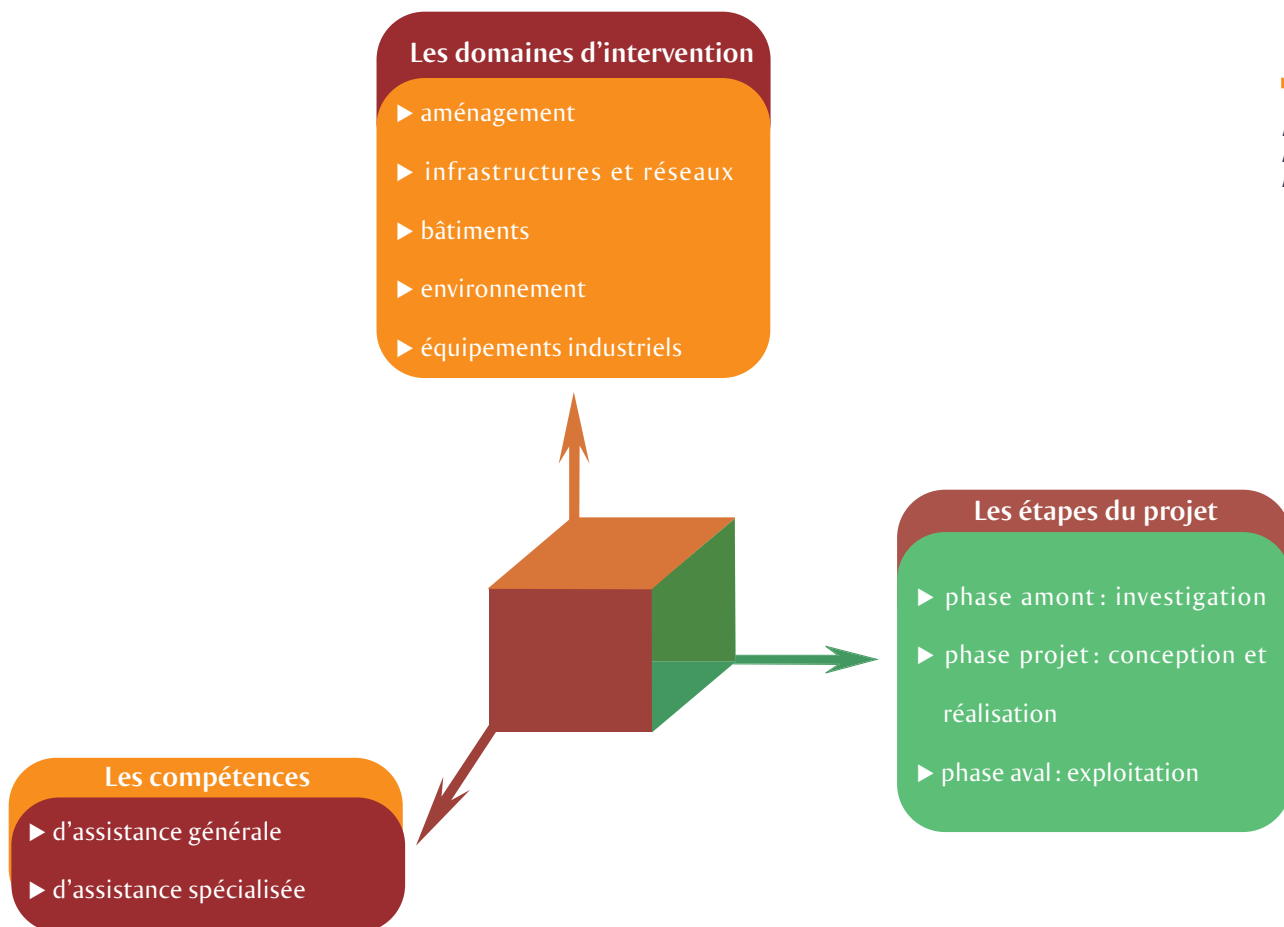 Les domaines d’intervention
▶ aménagement
▶ infrastructures et réseaux
▶ bâtiments
▶ environnement
▶ équipements industriels
Les étapes du projet
▶ phase amont : investigation
▶ phase projet : conception et
réalisation
▶ phase aval : exploitation
Les compétences
▶ d’assistance générale
▶ d’assistance spécialisée